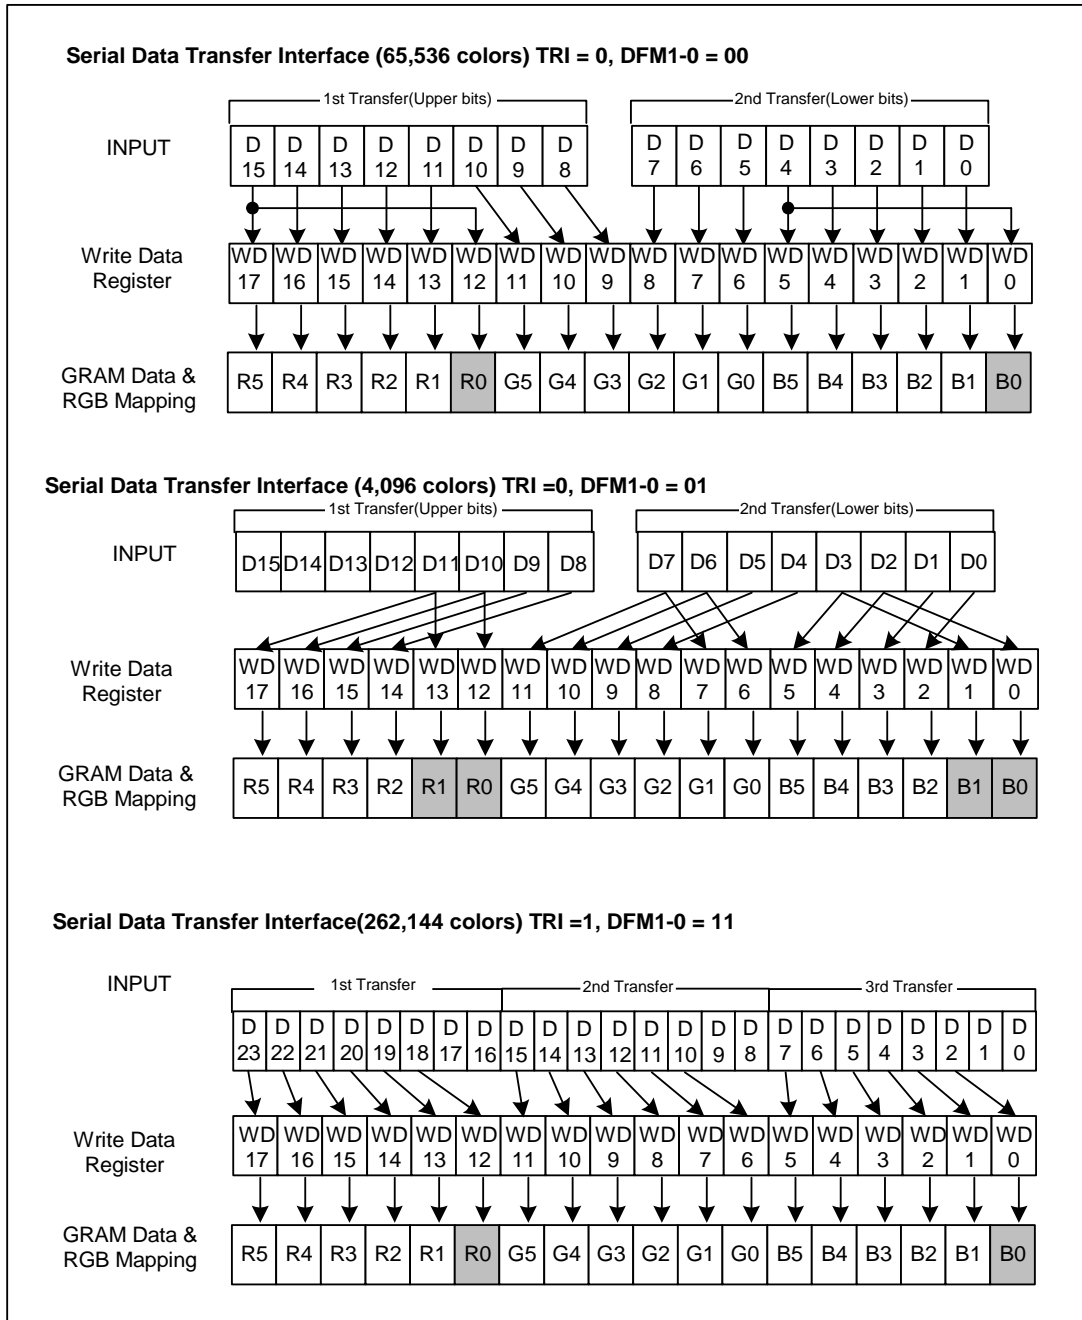 Serial Data Transfer Interface (65,536 colors) TRI = 0, DFM1-0 = 00
1st Transfer(Upper bits) 2nd Transfer(Lower bits)
INPUT
D D D D D D D D D D D D D D D D
15 14 13 12 11 10 9 8 7 6 5 4 3 2 1 0
Write Data
Register
WD WD WD WD WD WD WD WD WD WD WD WD WD WD WD WD WD WD
17 16 15 14 13 12 11 10 9 8 7 6 5 4 3 2 1 0
GRAM Data &
RGB Mapping
R5 R4 R3 R2 R1 R0 G5 G4 G3 G2 G1 G0 B5 B4 B3 B2 B1 B0
Serial Data Transfer Interface (4,096 colors) TRI =0, DFM1-0 = 01
1st Transfer(Upper bits) 2nd Transfer(Lower bits)
INPUT
D15 D14 D13 D12 D11 D10 D9 D8 D7 D6 D5 D4 D3 D2 D1 D0
Write Data
Register
WD WD WD WD WD WD WD WD WD WD WD WD WD WD WD WD WD WD
17 16 15 14 13 12 11 10 9 8 7 6 5 4 3 2 1 0
GRAM Data &
RGB Mapping
R5 R4 R3 R2 R1 R0 G5 G4 G3 G2 G1 G0 B5 B4 B3 B2 B1 B0
Serial Data Transfer Interface(262,144 colors) TRI =1, DFM1-0 = 11
INPUT
1st Transfer 2nd Transfer 3rd Transfer
D D D D D D D D D D D D D D D D D D D D D D D D
23 22 21 20 19 18 17 16 15 14 13 12 11 10 9 8 7 6 5 4 3 2 1 0
Write Data
Register
WD WD WD WD WD WD WD WD WD WD WD WD WD WD WD WD WD WD
17 16 15 14 13 12 11 10 9 8 7 6 5 4 3 2 1 0
GRAM Data &
RGB Mapping
R5 R4 R3 R2 R1 R0 G5 G4 G3 G2 G1 G0 B5 B4 B3 B2 B1 B0